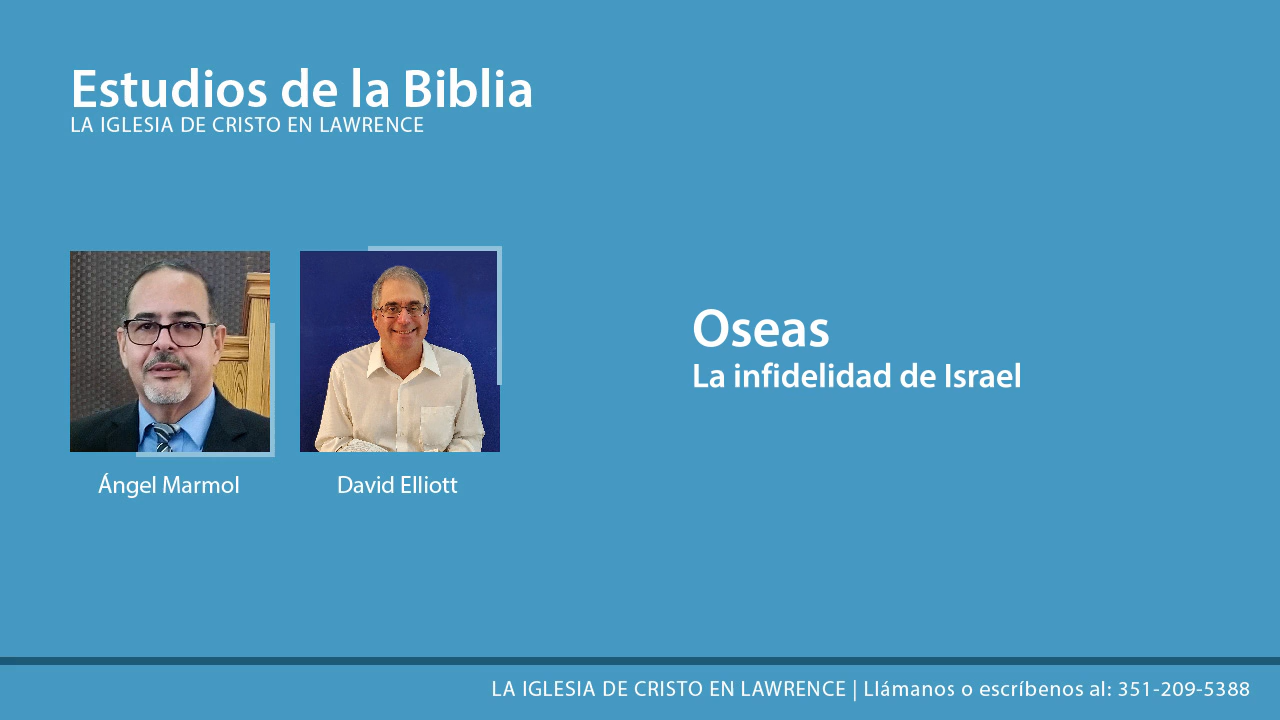 Estudios de la Biblia
LA IGLESIA DE CRISTO EN LAWRENCE
Ángel Marmol
David Elliott
Oseas
La infidelidad de Israel
LA IGLESIA DE CRISTO EN LAWRENCE | Llámanos o escríbenos al: 351-209-5388